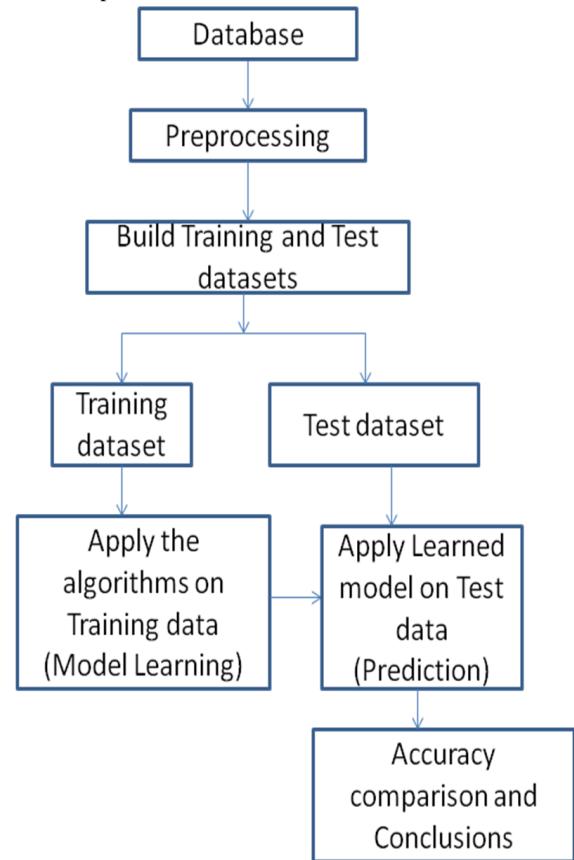 Database
Preprocessing
Build Training and Test
datasets
Training
dataset
Test dataset
Apply the
algorithms on
Training data
(Model Learning)
Apply Learned
model on Test
data
(Prediction)
Accuracy
comparison and
Conclusions